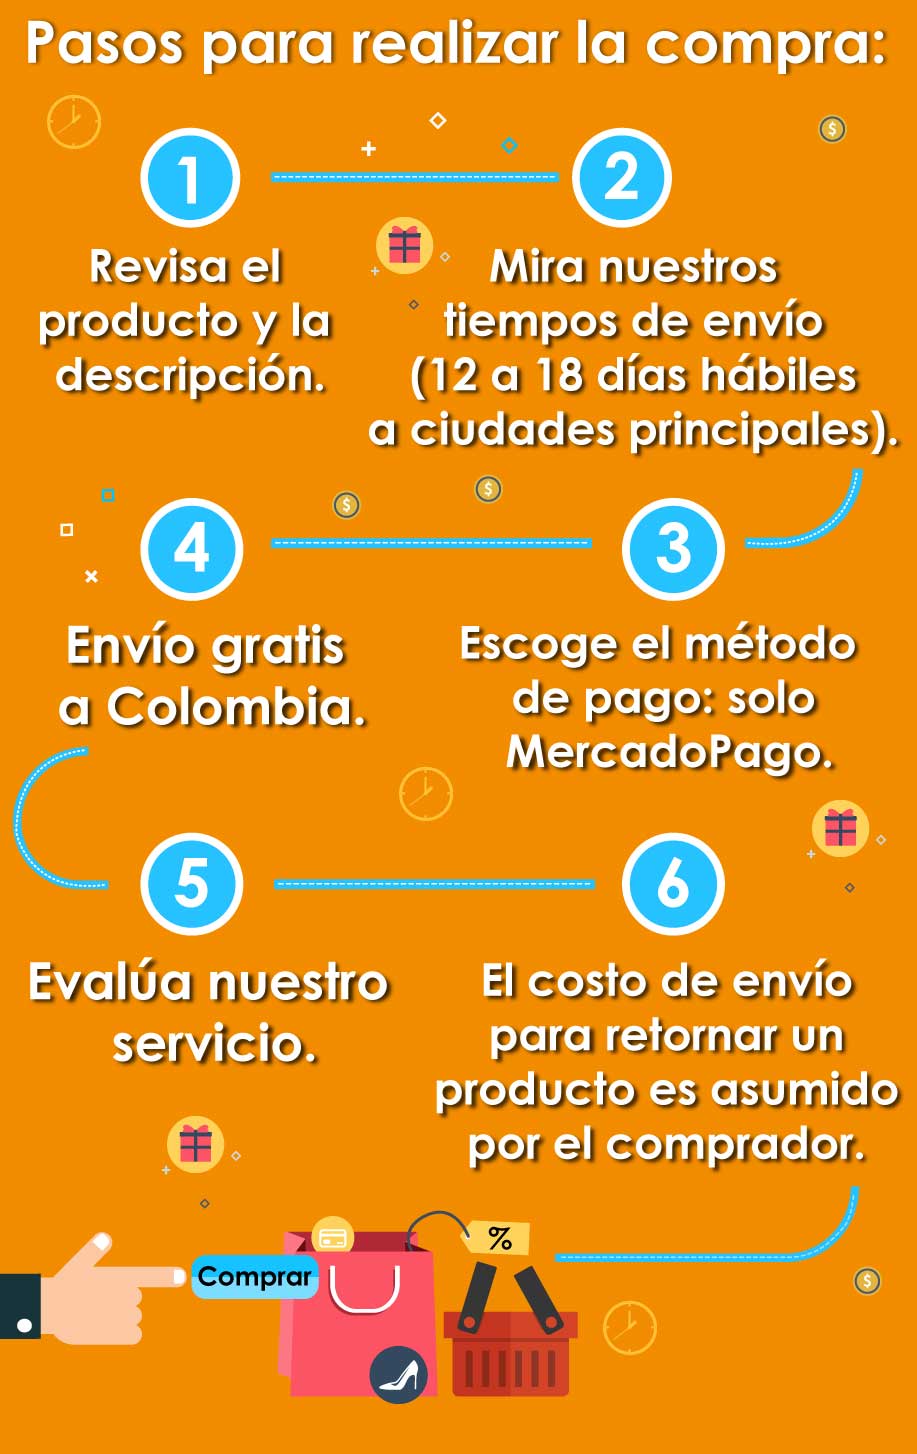 Pasos para realizar la compra:
1
Revisa el
producto y la
descripción.
2
Mira nuestros
tiempos de envío
(12 a 18 días hábiles
a ciudades principales).
3
Escoge el método
de pago: solo
MercadoPago.
4
Envío gratis
a Colombia.
5
Evalúa nuestro
servicio.
6
El costo de envío
para retornar un
producto es asumido
por el comprador.
%
Comprar